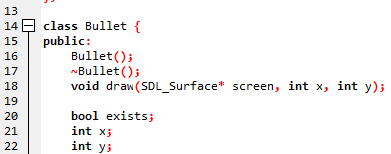 13
14 class Bullet {
15 public:
16 Bullet();
17 ~Bullet();
18 void draw(SDL_Surface* screen, int x, int y);
19
20 bool exists;
21 int x;
22 int y;